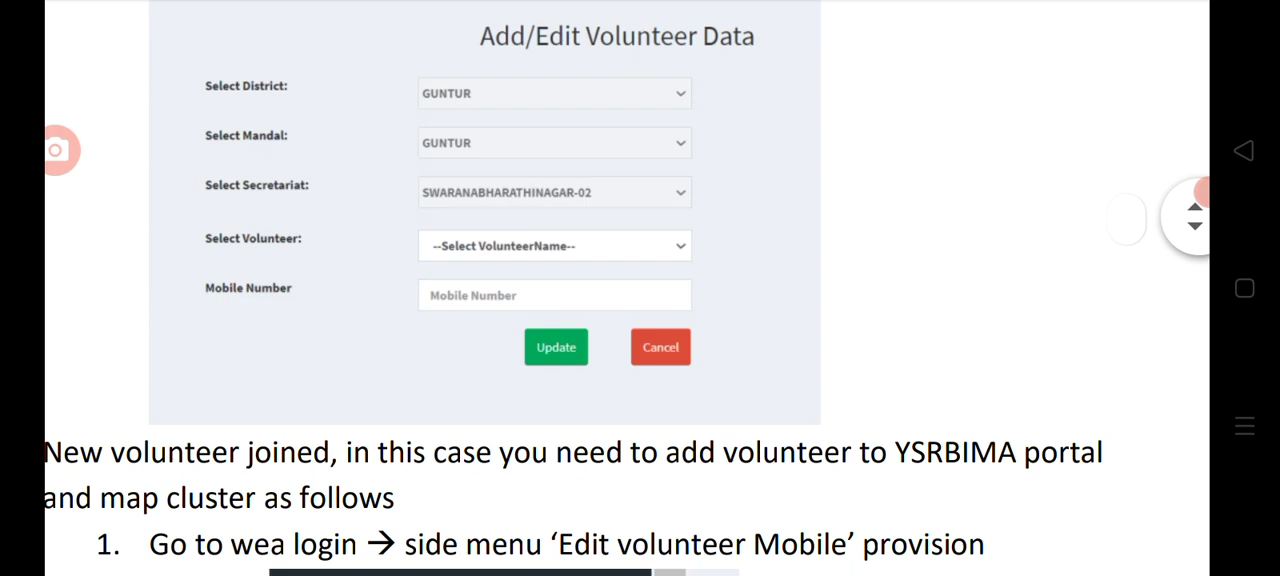 Add/Edit Volunteer Data
Select District:
GUNTUR
Select Mandal:
GUNTUR
Select Secretariat:
SWARANABHARATHINAGAR-02
Select Volunteer:
--Select VolunteerName--
Mobile Number
Mobile Number
Update
Cancel
New volunteer joined, in this case you need to add volunteer to YSRBIMA portal
and map cluster as follows
1. Go to wea login → side menu ‘Edit volunteer Mobile’ provision